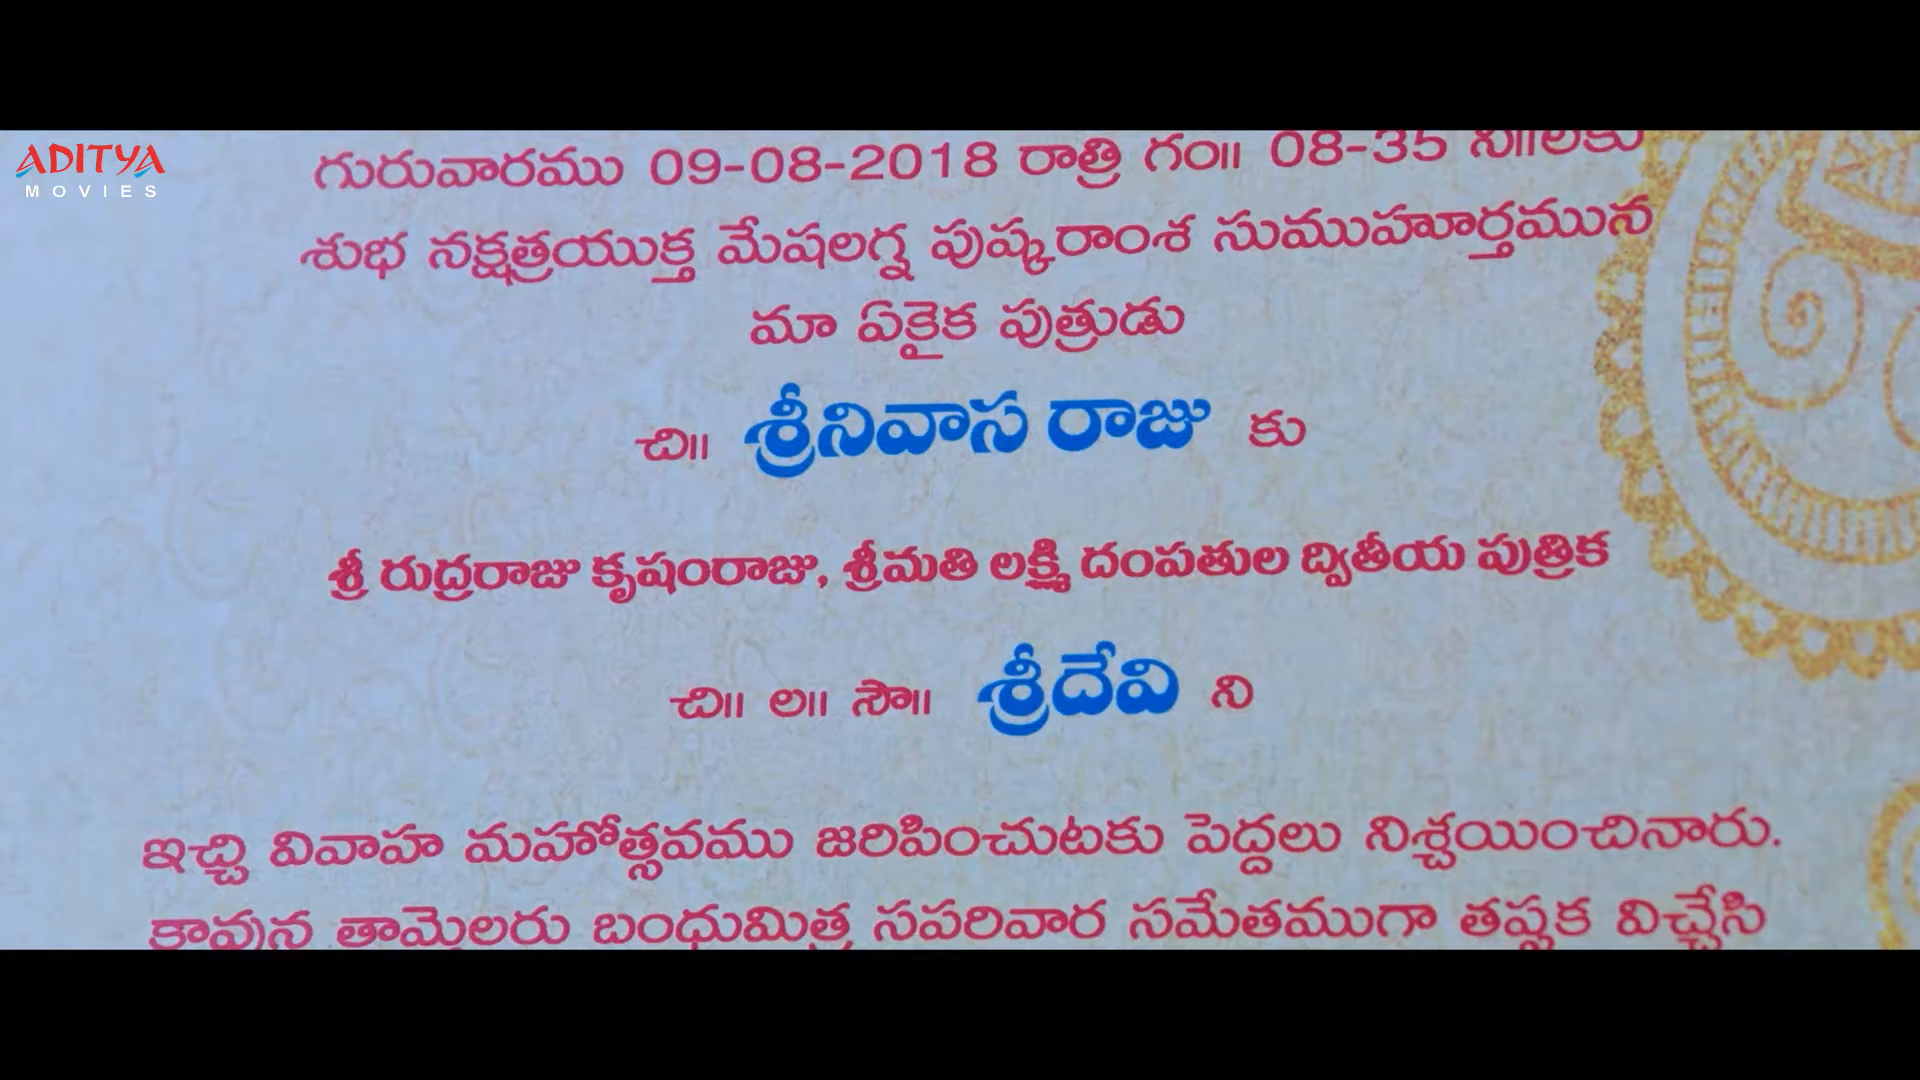 ADITYA
MOVIES
గురువారము 09-08-2018 రాత్రి గం॥ 08-35 ని॥లకు
శుభ నక్షత్రయుక్త మేషలగ్న పుష్కరాంశ సుముహూర్తమున
మా ఏకైక పుత్రుడు
చి॥ శ్రీనివాస రాజు కు
శ్రీ రుద్రరాజు కృషంరాజు, శ్రీమతి లక్ష్మి దంపతుల ద్వితీయ పుత్రిక
చి॥ ల॥ సౌ॥ శ్రీదేవి ని
ఇచ్చి వివాహ మహోత్సవము జరిపించుటకు పెద్దలు నిశ్చయించినారు.
కావున తామెలరు బంధుమిత్ర సపరివార సమేతముగా తప్పక విచ్చేసి